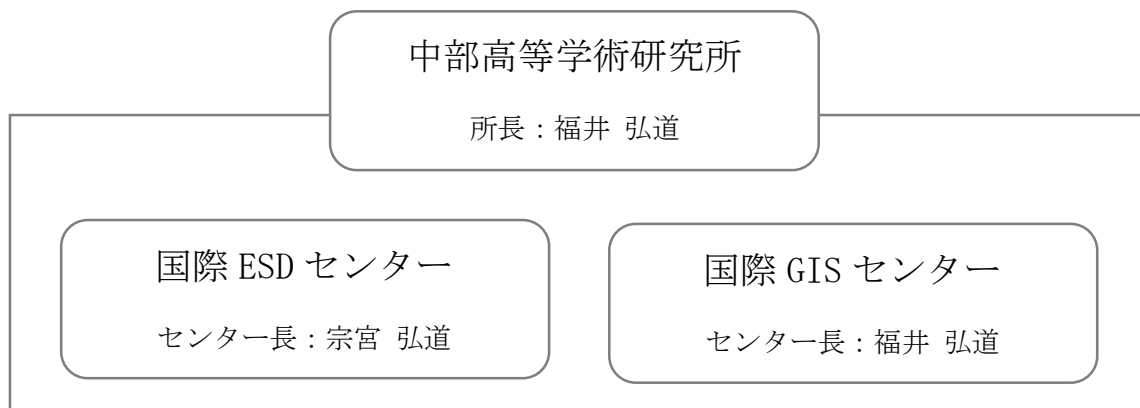 中部高等学術研究所
所長：福井 弘道
国際 ESD センター
センター長：宗宮 弘道
国際 GIS センター
センター長：福井 弘道